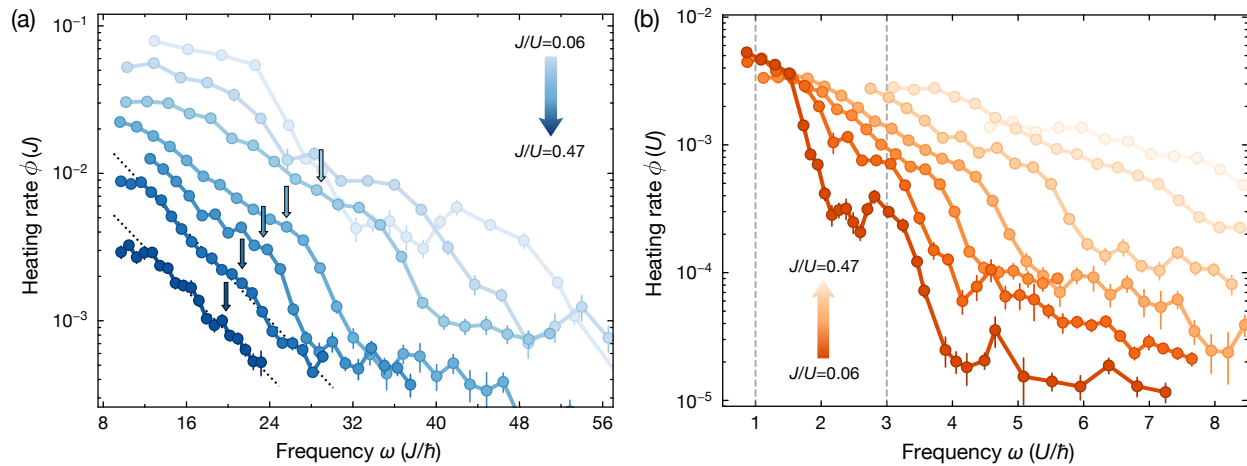 (a)
10⁻¹
10⁻²
10⁻³
Heating rate ϕ (J)
J/U=0.06
J/U=0.47
8 16 24 32 40 48 56
Frequency ω (J/ħ)
(b)
10⁻²
10⁻³
10⁻⁴
10⁻⁵
Heating rate ϕ (U)
J/U=0.47
J/U=0.06
1 2 3 4 5 6 7 8
Frequency ω (U/ħ)